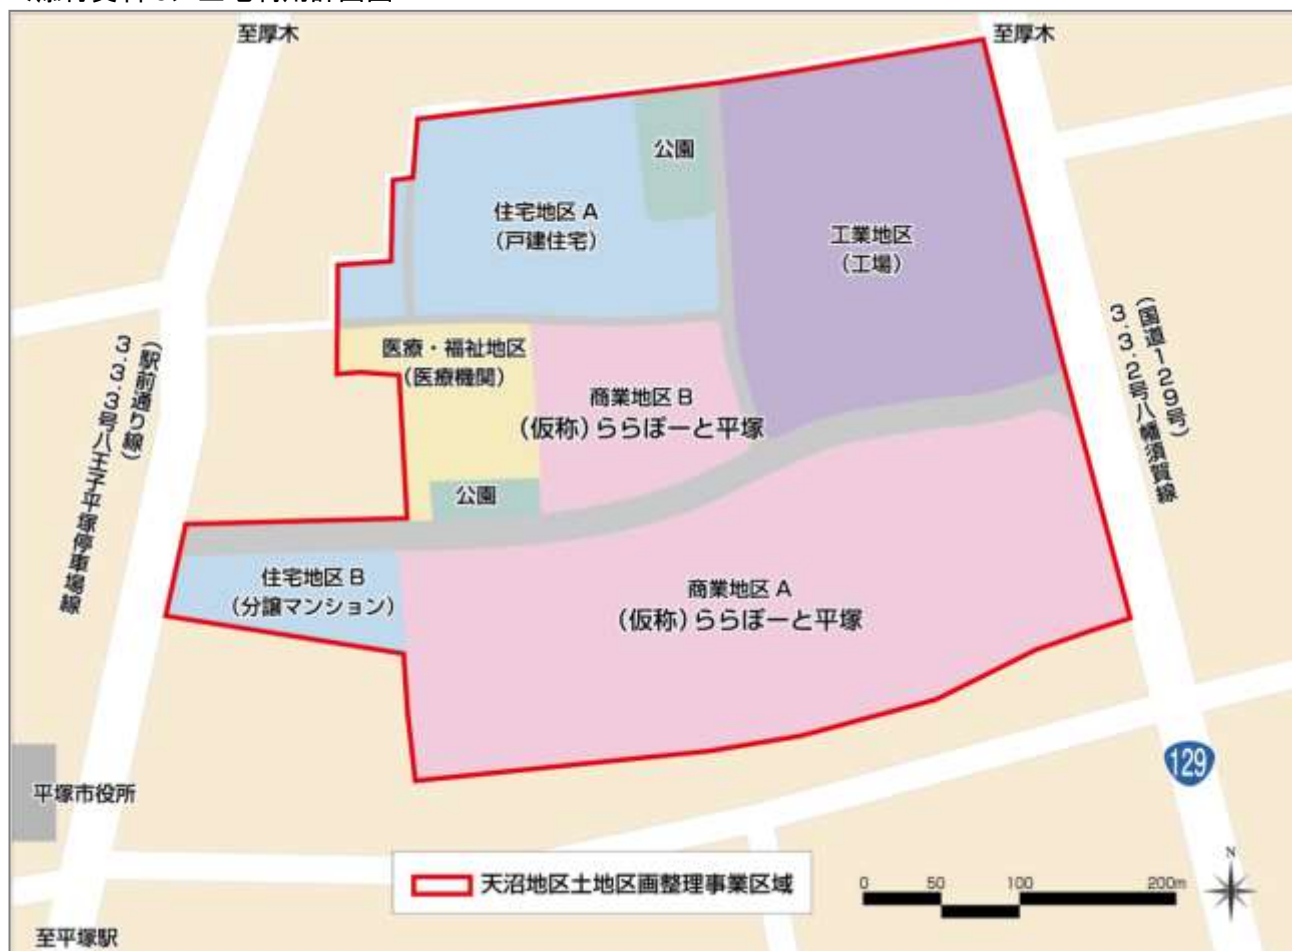 至厚木
至厚木
公園
住宅地区 A
(戸建住宅)
工業地区
(工場)
医療・福祉地区
(医療機関)
商業地区 B
(仮称)ららぽーと平塚
(駅前通り線)
3.3.3号八王子平塚停車場線
(国道129号)
3.3.2号八幡須賀線
公園
住宅地区 B
(分譲マンション)
商業地区 A
(仮称)ららぽーと平塚
129
平塚市役所
天沼地区土地区画整理事業区域
0 50 100 200m
N
至平塚駅